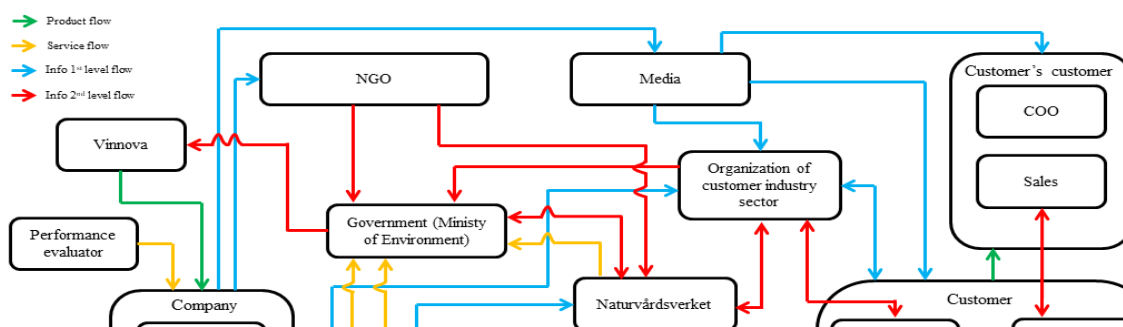 Product flow
Service flow
Info 1st level flow
Info 2nd level flow
NGO
Media
Customer's customer
COO
Vinnova
Organization of
customer industry
sector
Sales
Performance
evaluator
Government (Ministy
of Environment)
Company
Naturvårdsverket
Customer